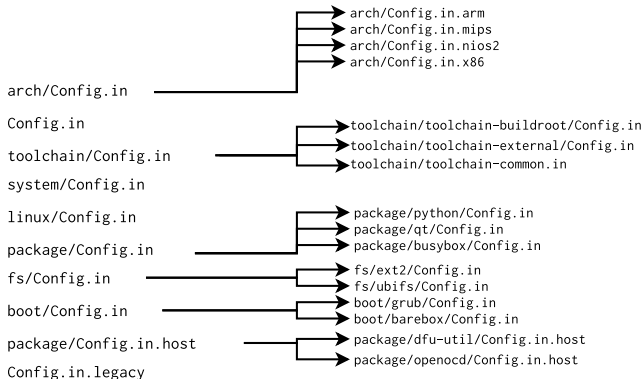 arch/Config.in.arm
arch/Config.in.mips
arch/Config.in.nios2
arch/Config.in.x86
arch/Config.in
Config.in
toolchain/toolchain-buildroot/Config.in
toolchain/Config.in
toolchain/toolchain-external/Config.in
toolchain/toolchain-common.in
system/Config.in
linux/Config.in
package/Config.in
package/python/Config.in
package/qt/Config.in
package/busybox/Config.in
fs/Config.in
fs/ext2/Config.in
fs/ubifs/Config.in
boot/Config.in
boot/grub/Config.in
boot/barebox/Config.in
package/Config.in.host
package/dfu-util/Config.in.host
package/openocd/Config.in.host
Config.in.legacy